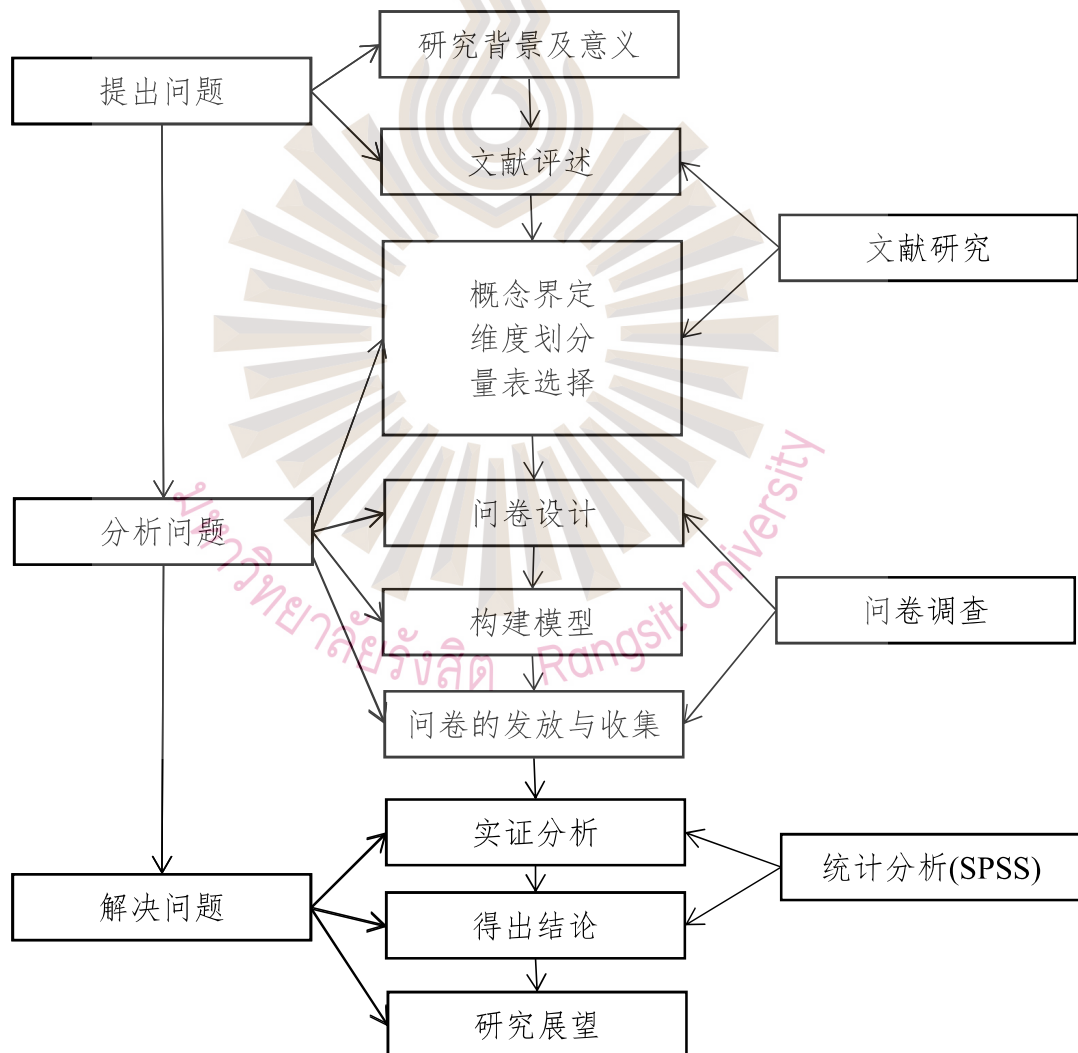 研究背景及意义
提出问题
文献评述
文献研究
概念界定
维度划分
量表选择
问卷设计
分析问题
构建模型
问卷调查
问卷的发放与收集
实证分析
统计分析(SPSS)
解决问题
得出结论
研究展望
มหาวิทยาลัยรังสิต Rangsit University